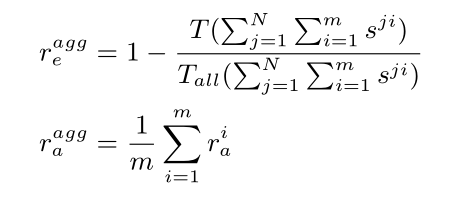 r_e^{agg} = 1 - \frac{T(\sum_{j=1}^{N} \sum_{i=1}^{m} s^{ji})}{T_{all}(\sum_{j=1}^{N} \sum_{i=1}^{m} s^{ji})}
r_a^{agg} = \frac{1}{m} \sum_{i=1}^{m} r_a^i